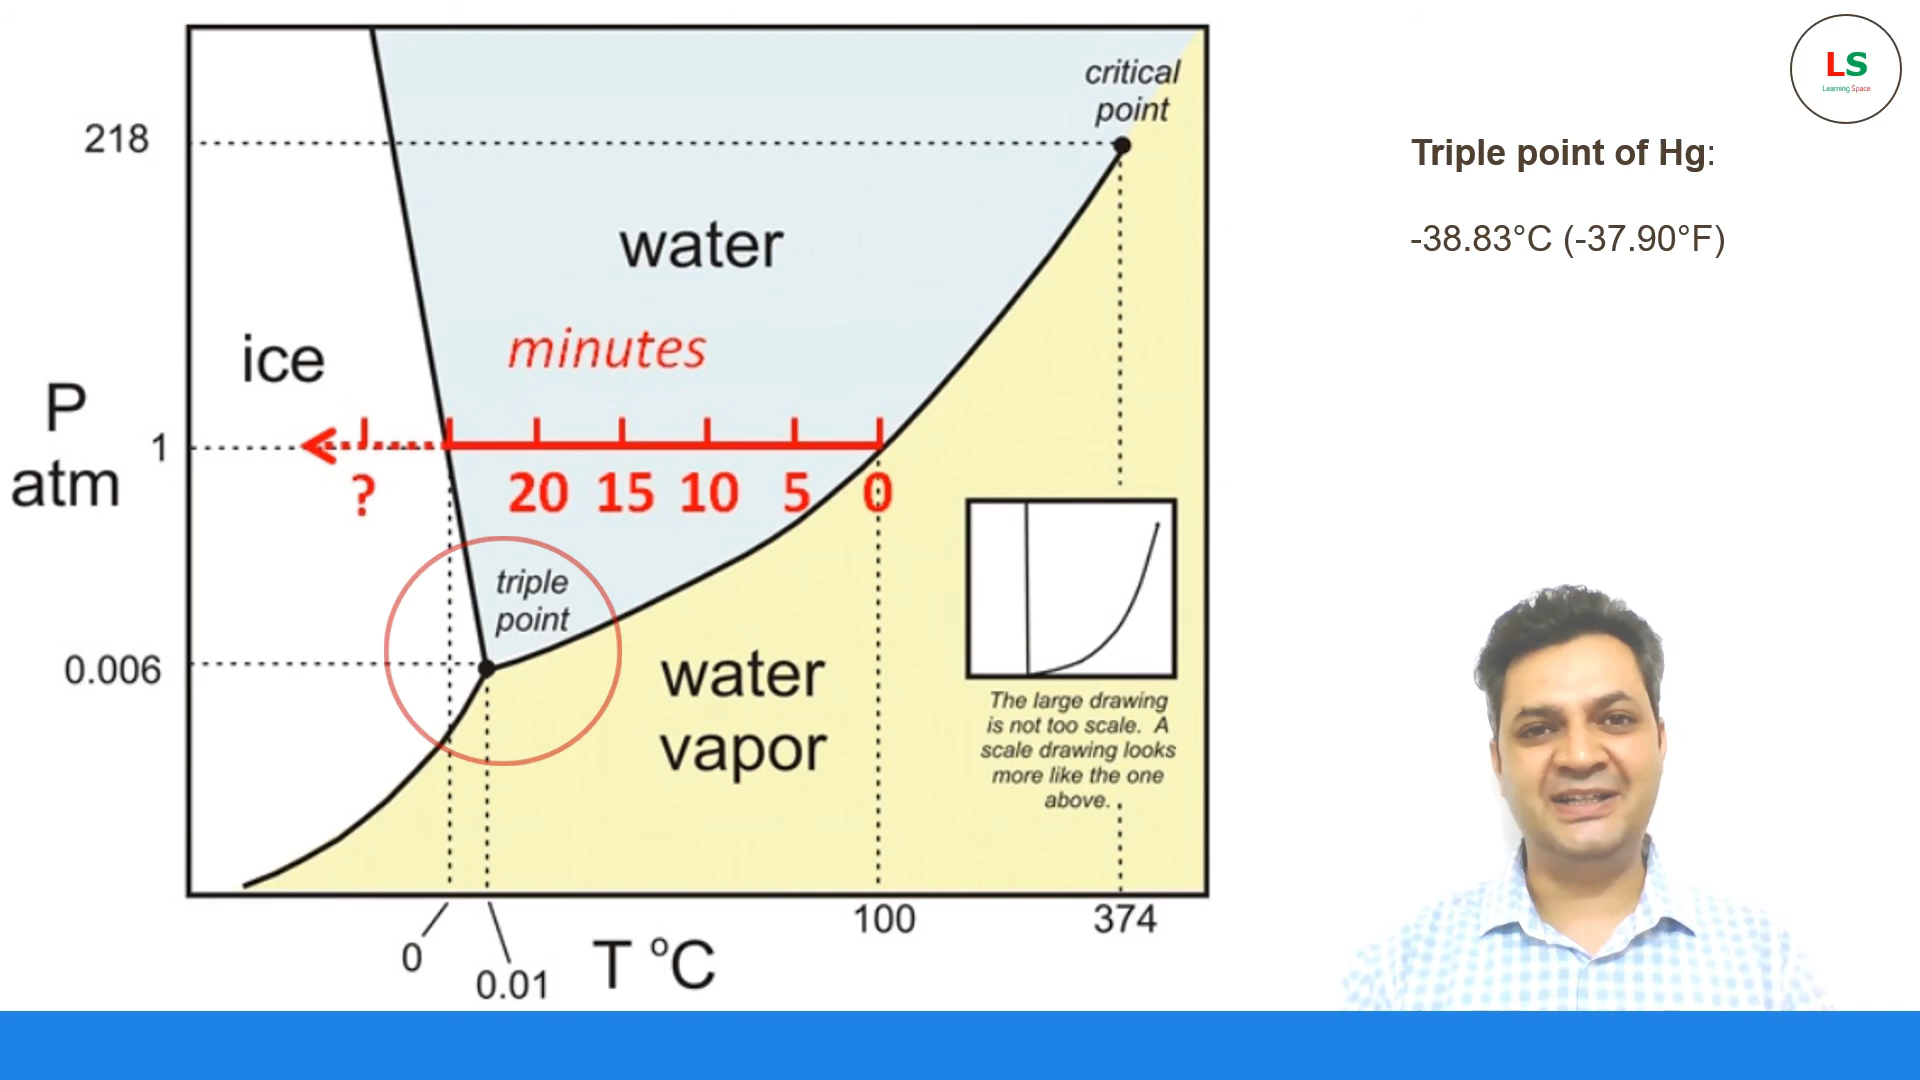 LS
Learning Space
Triple point of Hg:
-38.83°C (-37.90°F)
critical
point
218
water
minutes
ice
P
atm
1
?
20 15 10 5 0
triple
point
0.006
water
vapor
The large drawing
is not too scale. A
scale drawing looks
more like the one
above.
0
0.01
T °C
100
374